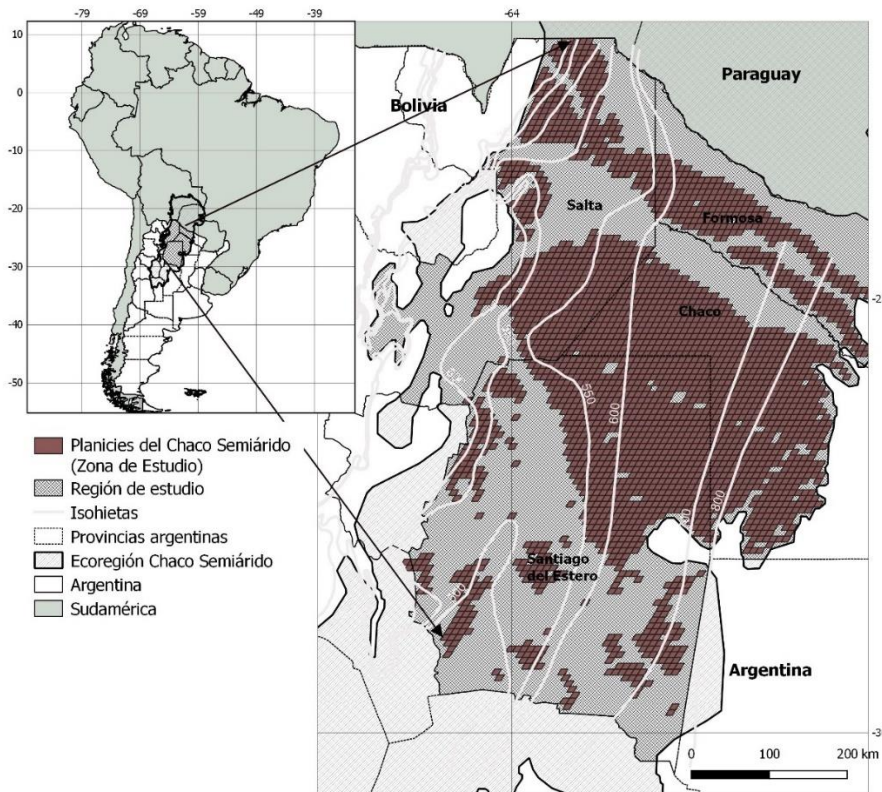 -79 -69 -59 -49 -39
10
0
-10
-20
-30
-40
-50
-64
Paraguay
Bolivia
Salta
Formosa
Chaco
550
600
800
Santiago
del Estero
Argentina
0 100 200 km
Planicies del Chaco Semiárido
(Zona de Estudio)
Región de estudio
Isohietas
Provincias argentinas
Ecoregión Chaco Semiárido
Argentina
Sudamérica